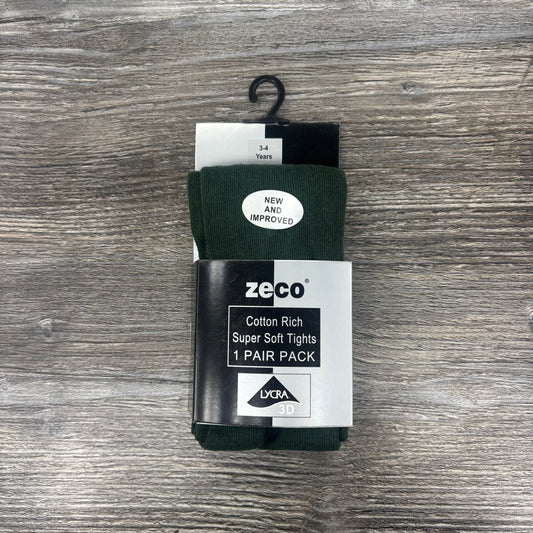 3-4
Years
NEW
AND
IMPROVED
zeco®
Cotton Rich
Super Soft Tights
1 PAIR PACK
LYCRA
3D